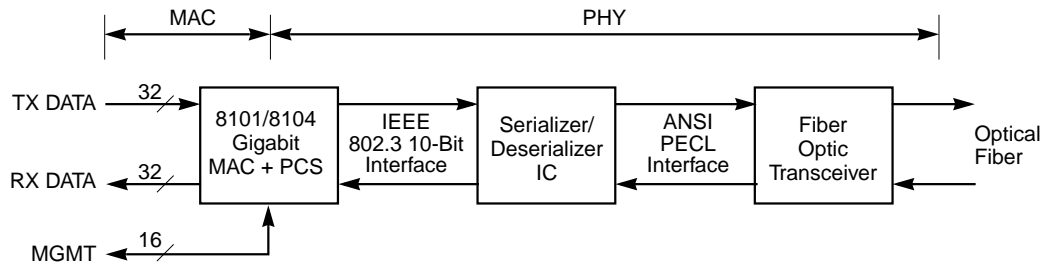 MAC
PHY
TX DATA
32
RX DATA
32
MGMT
16
8101/8104
Gigabit
MAC + PCS
IEEE
802.3 10-Bit
Interface
Serializer/
Deserializer
IC
ANSI
PECL
Interface
Fiber
Optic
Transceiver
Optical
Fiber